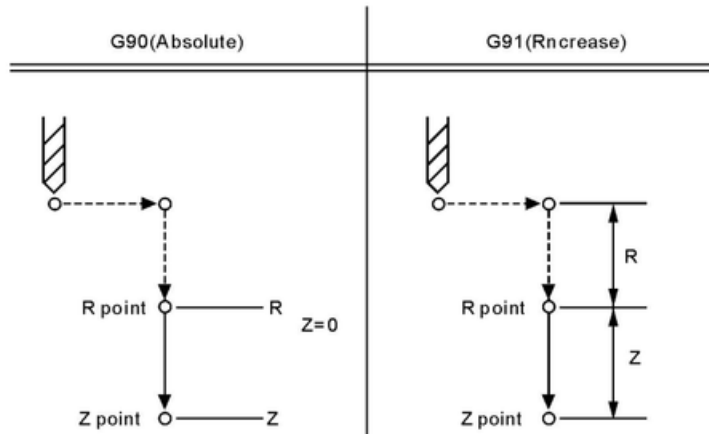 G90(Absolute)
G91(Rncrease)
R point
R
Z=0
Z point
Z
R
R point
Z
Z point